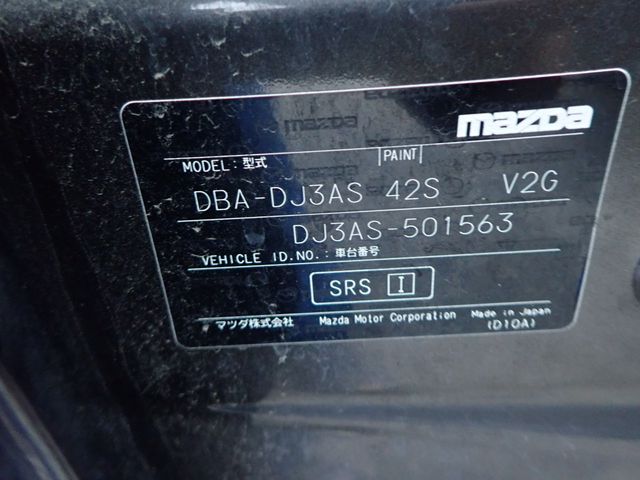 mazda
MODEL: 型式 PAINT
DBA-DJ3AS 42S V2G
DJ3AS-501563
VEHICLE ID.NO.: 車台番号
SRS I
マツダ株式会社 Mazda Motor Corporation Made in Japan
(D10A)